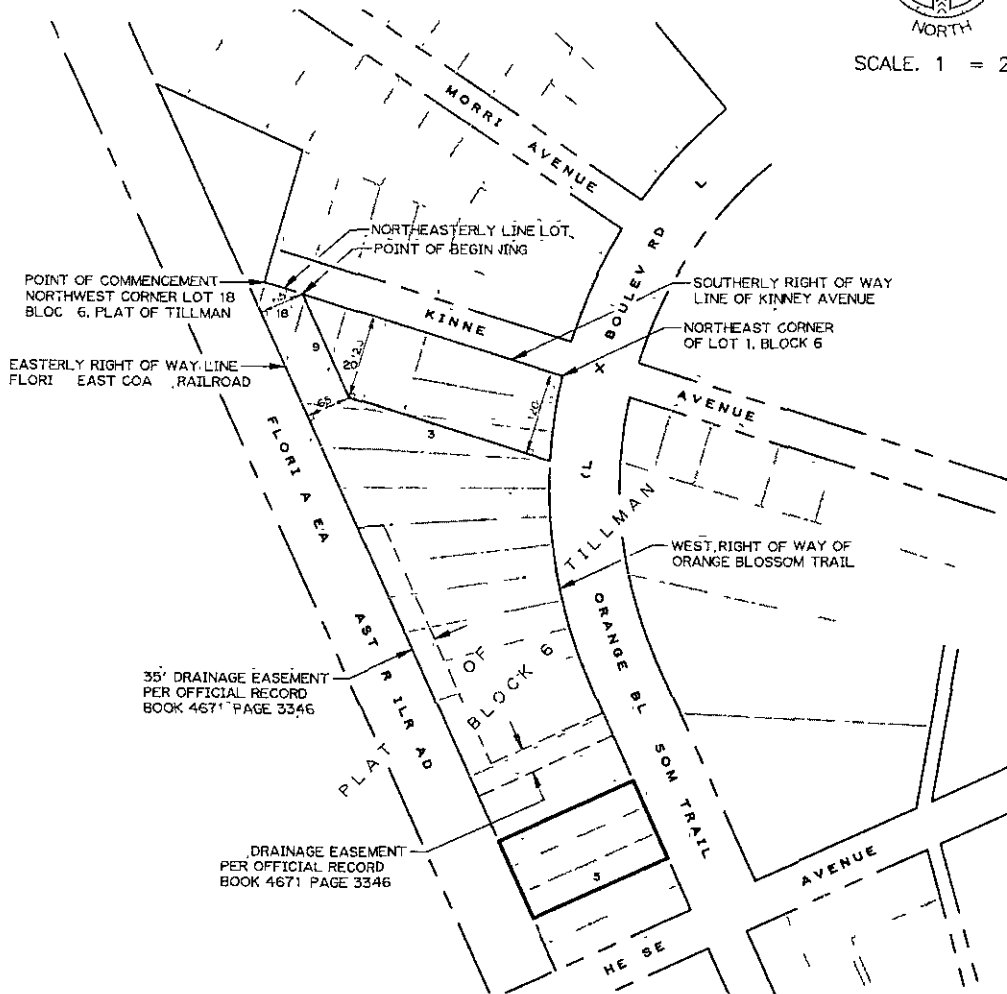 NORTH
SCALE. 1 = 2
MORRI AVENUE
NORTHEASTERLY LINE LOT
POINT OF BEGIN
POINT OF COMMENCEMENT
NORTHWEST CORNER LOT 18
BLOC 6, PLAT OF TILLMAN
18
KINNE
BOULEV RD
SOUTHERLY RIGHT OF WAY
LINE OF KINNEY AVENUE
NORTHEAST CORNER
OF LOT 1, BLOCK 6
EASTERLY RIGHT OF WAY LINE
FLORI EAST COA RAILROAD
9
65
3
AVENUE
FLORI A EA
AST R ILR AD
TILLMAN
WEST RIGHT OF WAY OF
ORANGE BLOSSOM TRAIL
ORANGE BL SOM TRAIL
OF
BLOCK 6
35' DRAINAGE EASEMENT
PER OFFICIAL RECORD
BOOK 4671 PAGE 3346
PLAT
DRAINAGE EASEMENT
PER OFFICIAL RECORD
BOOK 4671 PAGE 3346
AVENUE
HE SE